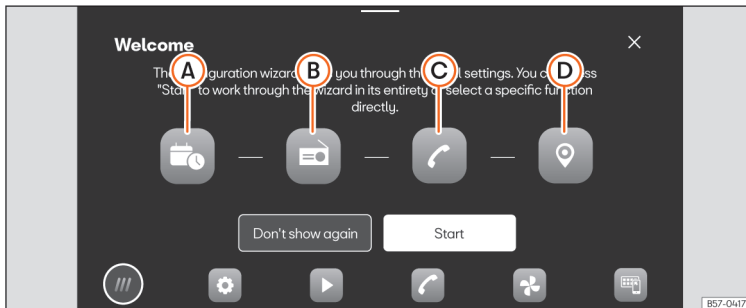 Welcome
A B C D
The guration wizard you through th l settings. You c ss
"Sta to work through the wizard in its entirety select a specific function
directly.
Don't show again
Start
B57-0417